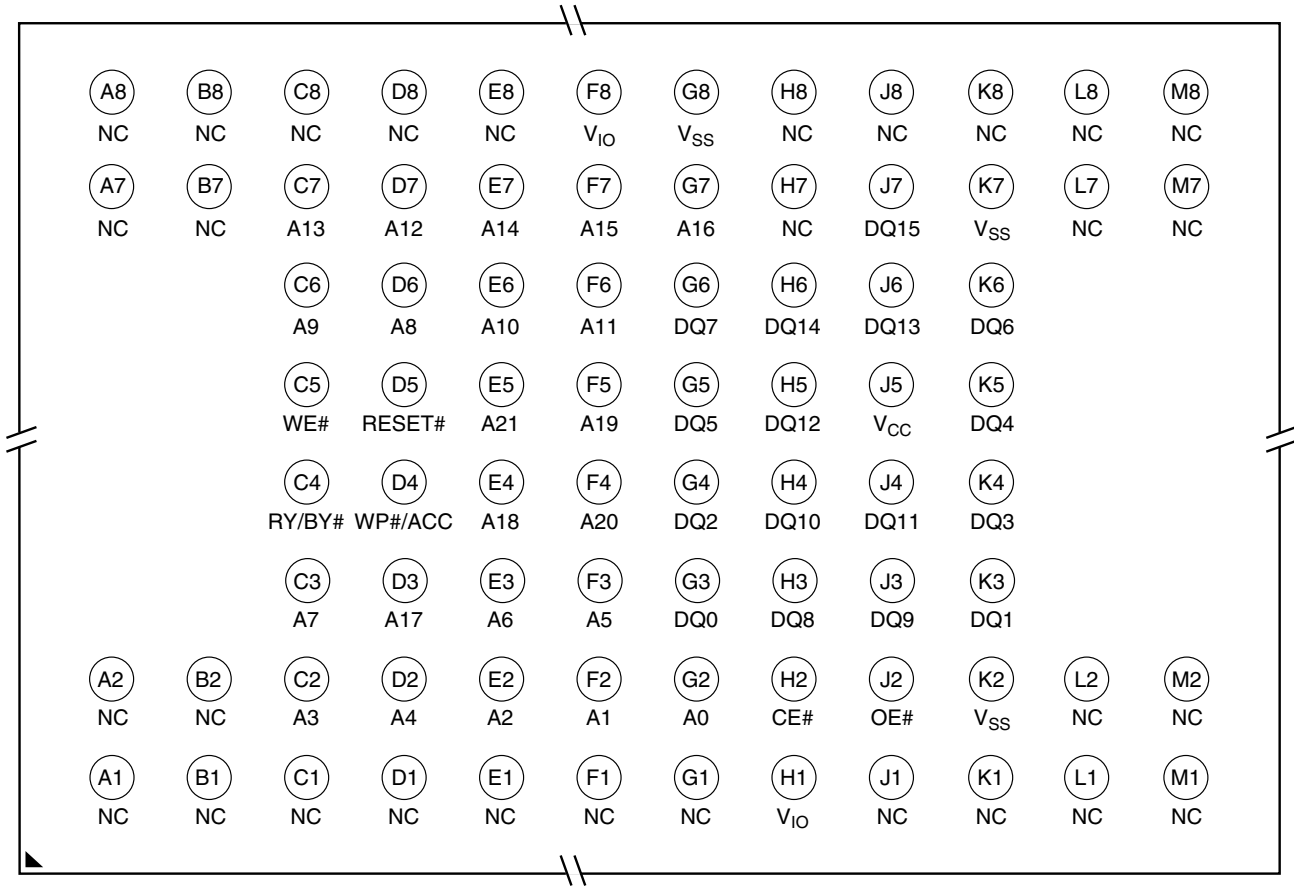 A8 B8 C8 D8 E8 F8 G8 H8 J8 K8 L8 M8
NC NC NC NC NC VIO VSS NC NC NC NC NC
A7 B7 C7 D7 E7 F7 G7 H7 J7 K7 L7 M7
NC NC A13 A12 A14 A15 A16 NC DQ15 VSS NC NC
C6 D6 E6 F6 G6 H6 J6 K6
A9 A8 A10 A11 DQ7 DQ14 DQ13 DQ6
C5 D5 E5 F5 G5 H5 J5 K5
WE# RESET# A21 A19 DQ5 DQ12 VCC DQ4
C4 D4 E4 F4 G4 H4 J4 K4
RY/BY# WP#/ACC A18 A20 DQ2 DQ10 DQ11 DQ3
C3 D3 E3 F3 G3 H3 J3 K3
A7 A17 A6 A5 DQ0 DQ8 DQ9 DQ1
A2 B2 C2 D2 E2 F2 G2 H2 J2 K2 L2 M2
NC NC A3 A4 A2 A1 A0 CE# OE# VSS NC NC
A1 B1 C1 D1 E1 F1 G1 H1 J1 K1 L1 M1
NC NC NC NC NC NC NC VIO NC NC NC NC